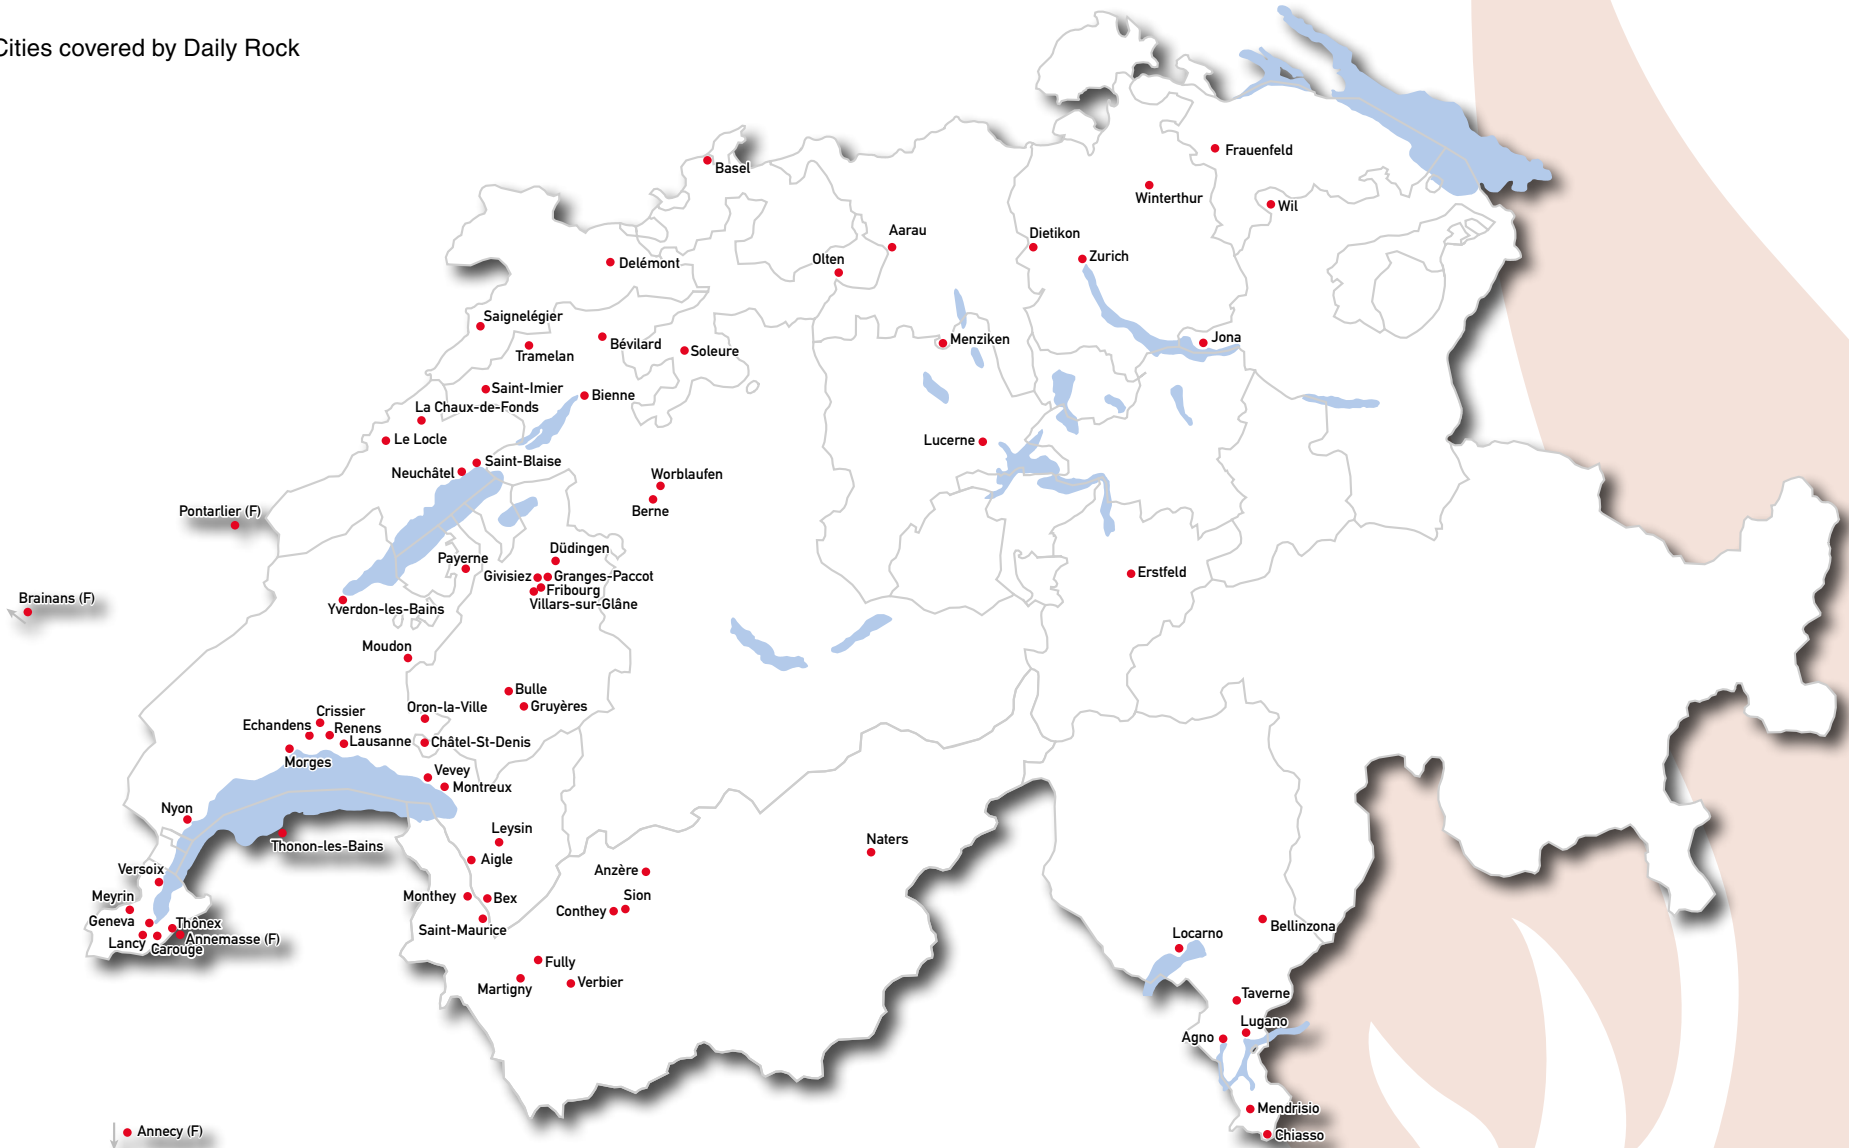 Cities covered by Daily Rock
Basel
Frauenfeld
Winterthur
Wil
Aarau
Dietikon
Olten
Zurich
Delémont
Saignelégier
Tramelan
Bévilard
Soleure
Menziken
Jona
Saint-Imier
Bienne
La Chaux-de-Fonds
Le Locle
Lucerne
Saint-Blaise
Neuchâtel
Worblaufen
Berne
Pontarlier (F)
Düdingen
Payerne
Givisiez
Granges-Paccot
Fribourg
Villars-sur-Glâne
Erstfeld
Brainans (F)
Yverdon-les-Bains
Moudon
Bulle
Gruyères
Oron-la-Ville
Crissier
Echandens
Renens
Lausanne
Châtel-St-Denis
Morges
Vevey
Montreux
Nyon
Thonon-les-Bains
Leysin
Aigle
Naters
Versoix
Anzère
Meyrin
Monthey
Bex
Sion
Conthey
Geneva
Thônex
Saint-Maurice
Lancy
Carouge
Annemasse (F)
Bellinzona
Locarno
Fully
Martigny
Verbier
Taverne
Lugano
Agno
Mendrisio
Annecy (F)
Chiasso